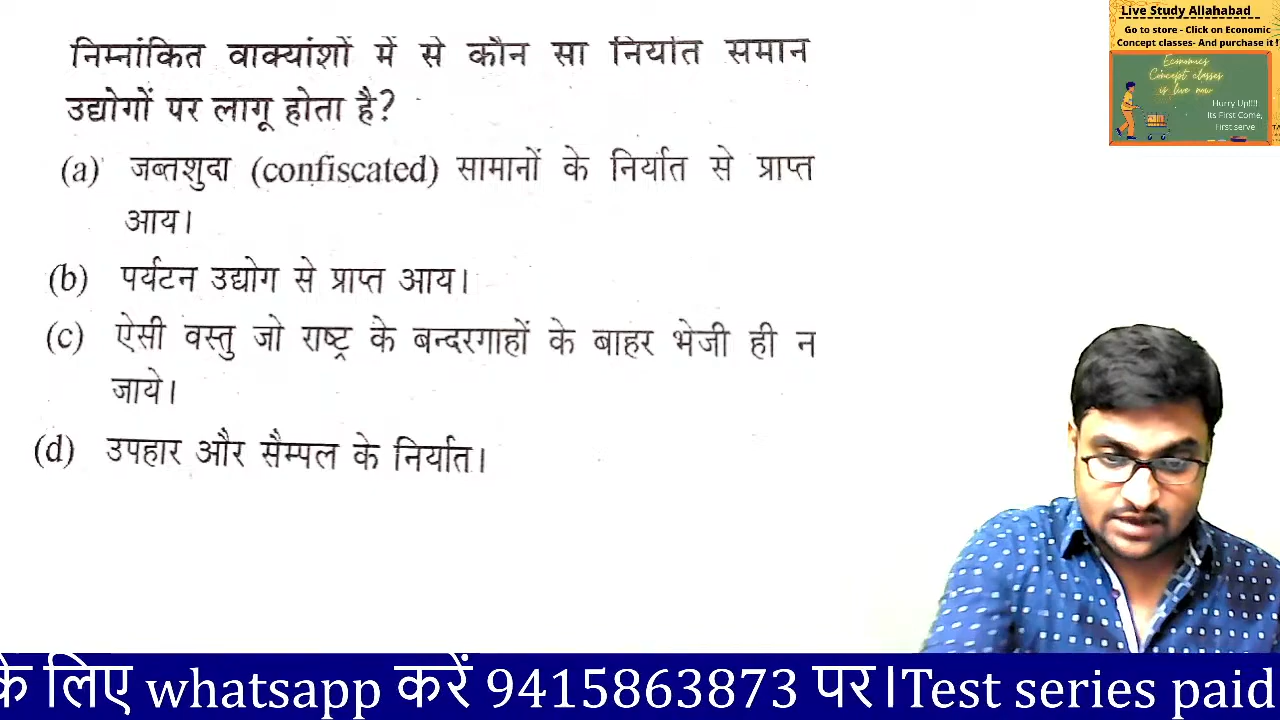 निम्नांकित वाक्यांशों में से कौन सा निर्यात समान
उद्योगों पर लागू होता है?
(a) जब्तशुदा (confiscated) सामानों के निर्यात से प्राप्त
आय।
(b) पर्यटन उद्योग से प्राप्त आय।
(c) ऐसी वस्तु जो राष्ट्र के बन्दरगाहों के बाहर भेजी ही न
जाये।
(d) उपहार और सैम्पल के निर्यात।
Live Study Allahabad
Go to store - Click on Economic
Concept classes- And purchase it !
Economics
Concept classes
is live now
Hurry Up!!!!
Its First Come,
First serve
के लिए whatsapp करें 9415863873 पर।Test series paid